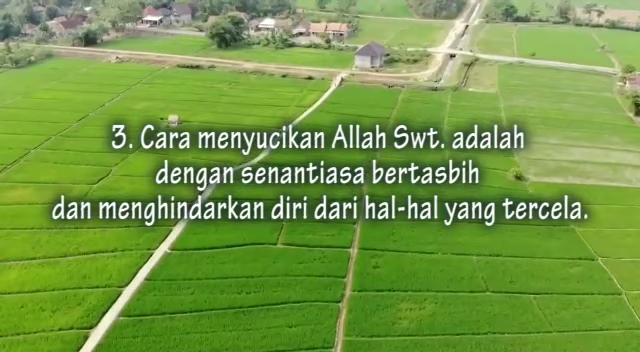 3. Cara menyucikan Allah Swt. adalah
dengan senantiasa bertasbih
dan menghindarkan diri dari hal-hal yang tercela.